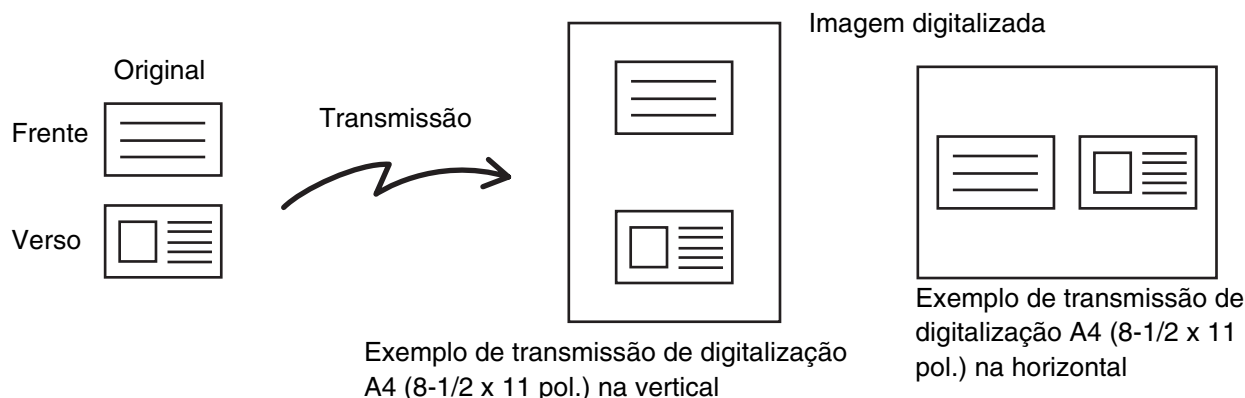 Imagem digitalizada
Original
Frente
Transmissão
Verso
Exemplo de transmissão de digitalização
A4 (8-1/2 x 11 pol.) na vertical
Exemplo de transmissão de
digitalização A4 (8-1/2 x 11
pol.) na horizontal